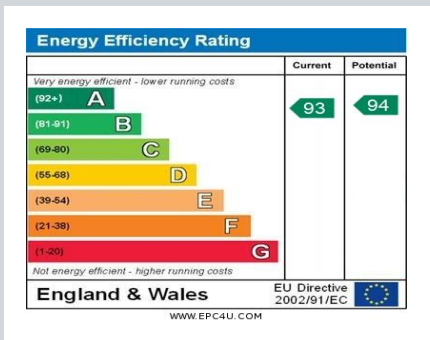 Energy Efficiency Rating
Current Potential
Very energy efficient - lower running costs
(92+) A
93 94
(81-91) B
(69-80) C
(55-68) D
(39-54) E
(21-38) F
(1-20) G
Not energy efficient - higher running costs
England & Wales
EU Directive
2002/91/EC
WWW.EPC4U.COM